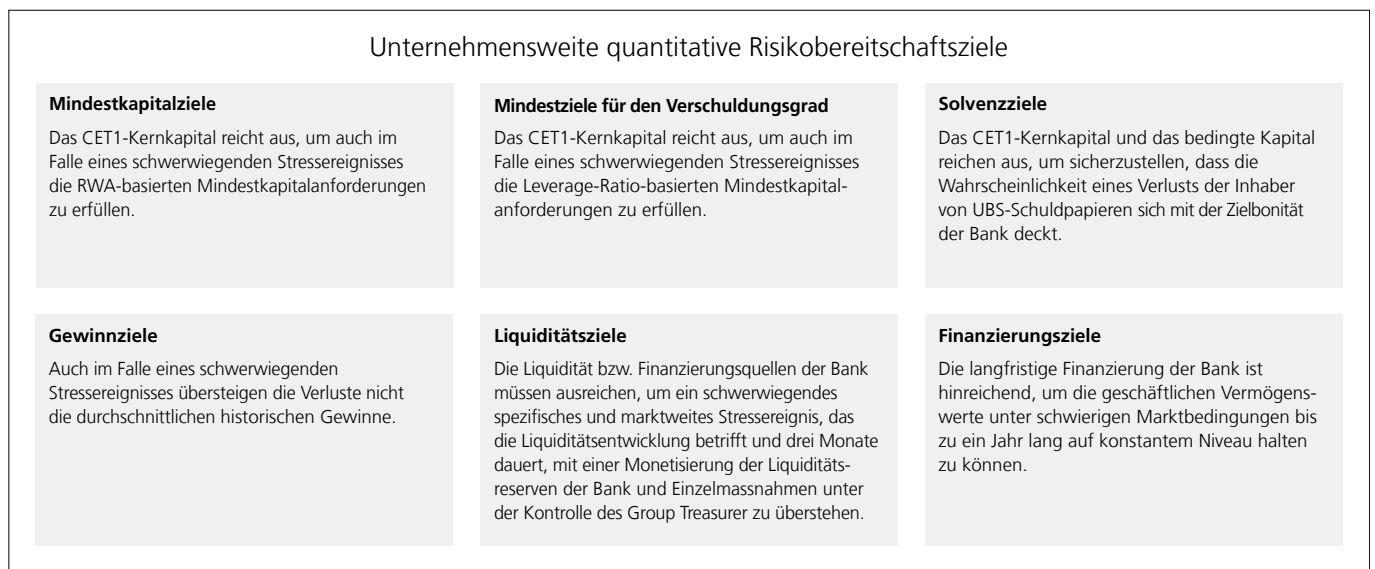 Unternehmensweite quantitative Risikobereitschaftsziele
Mindestkapitalziele
Das CET1-Kernkapital reicht aus, um auch im
Falle eines schwerwiegenden Stressereignisses
die RWA-basierten Mindestkapitalanforderungen
zu erfüllen.
Mindestziele für den Verschuldungsgrad
Das CET1-Kernkapital reicht aus, um auch im
Falle eines schwerwiegenden Stressereignisses
die Leverage-Ratio-basierten Mindestkapital-
anforderungen zu erfüllen.
Solvenzziele
Das CET1-Kernkapital und das bedingte Kapital
reichen aus, um sicherzustellen, dass die
Wahrscheinlichkeit eines Verlusts der Inhaber
von UBS-Schuldpapieren sich mit der Zielbonität
der Bank deckt.
Gewinnziele
Auch im Falle eines schwerwiegenden
Stressereignisses übersteigen die Verluste nicht
die durchschnittlichen historischen Gewinne.
Liquiditätsziele
Die Liquidität bzw. Finanzierungsquellen der Bank
müssen ausreichen, um ein schwerwiegendes
spezifisches und marktweites Stressereignis, das
die Liquiditätsentwicklung betrifft und drei Monate
dauert, mit einer Monetisierung der Liquiditäts-
reserven der Bank und Einzelmassnahmen unter
der Kontrolle des Group Treasurer zu überstehen.
Finanzierungsziele
Die langfristige Finanzierung der Bank ist
hinreichend, um die geschäftlichen Vermögens-
werte unter schwierigen Marktbedingungen bis
zu ein Jahr lang auf konstantem Niveau halten
zu können.